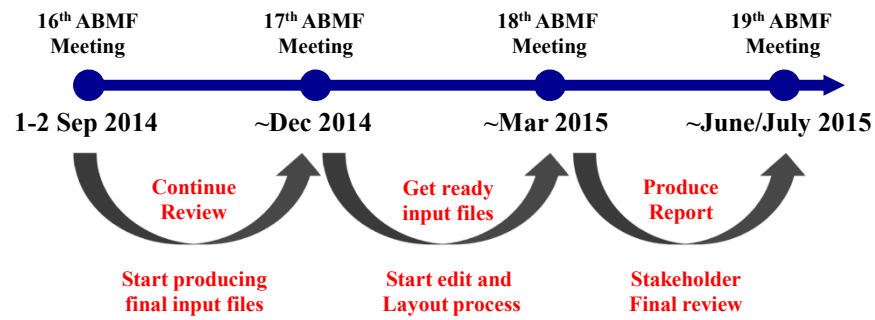 16th ABMF
Meeting
17th ABMF
Meeting
18th ABMF
Meeting
19th ABMF
Meeting
1-2 Sep 2014
~Dec 2014
~Mar 2015
~June/July 2015
Continue
Review
Get ready
input files
Produce
Report
Start producing
final input files
Start edit and
Layout process
Stakeholder
Final review